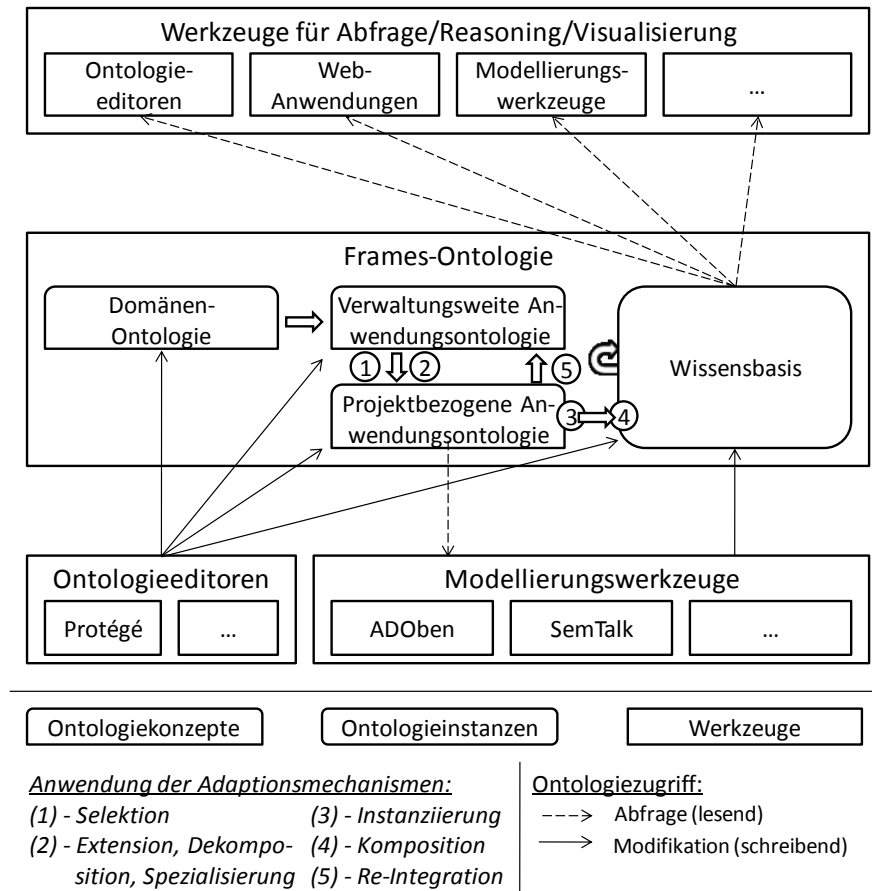 Werkzeuge für Abfrage/Reasoning/Visualisierung
Ontologie-
editoren
Web-
Anwendungen
Modellierungs-
werkzeuge
...
Frames-Ontologie
Domänen-
Ontologie
Verwaltungsweite An-
wendungsontologie
1
2
5
Projektbezogene An-
wendungsontologie
3
4
Wissensbasis
Ontologieeditoren
Protégé
...
Modellierungswerkzeuge
ADOben
SemTalk
...
Ontologiekonzepte
Ontologieinstanzen
Werkzeuge
Anwendung der Adaptionsmechanismen:
(1) - Selektion
(2) - Extension, Dekompo-
sition, Spezialisierung
(3) - Instanziierung
(4) - Komposition
(5) - Re-Integration
Ontologiezugriff:
Abfrage (lesend)
Modifikation (schreibend)